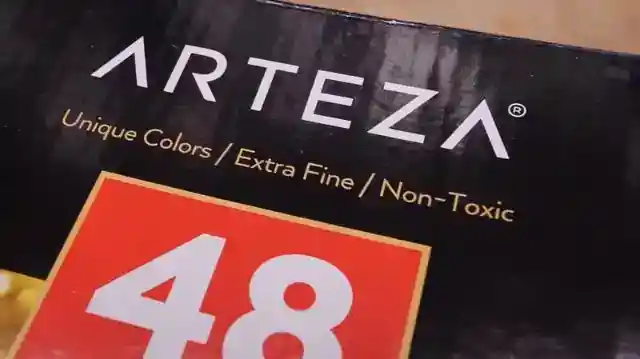 ARTEZA®
Unique Colors / Extra Fine / Non-Toxic
48